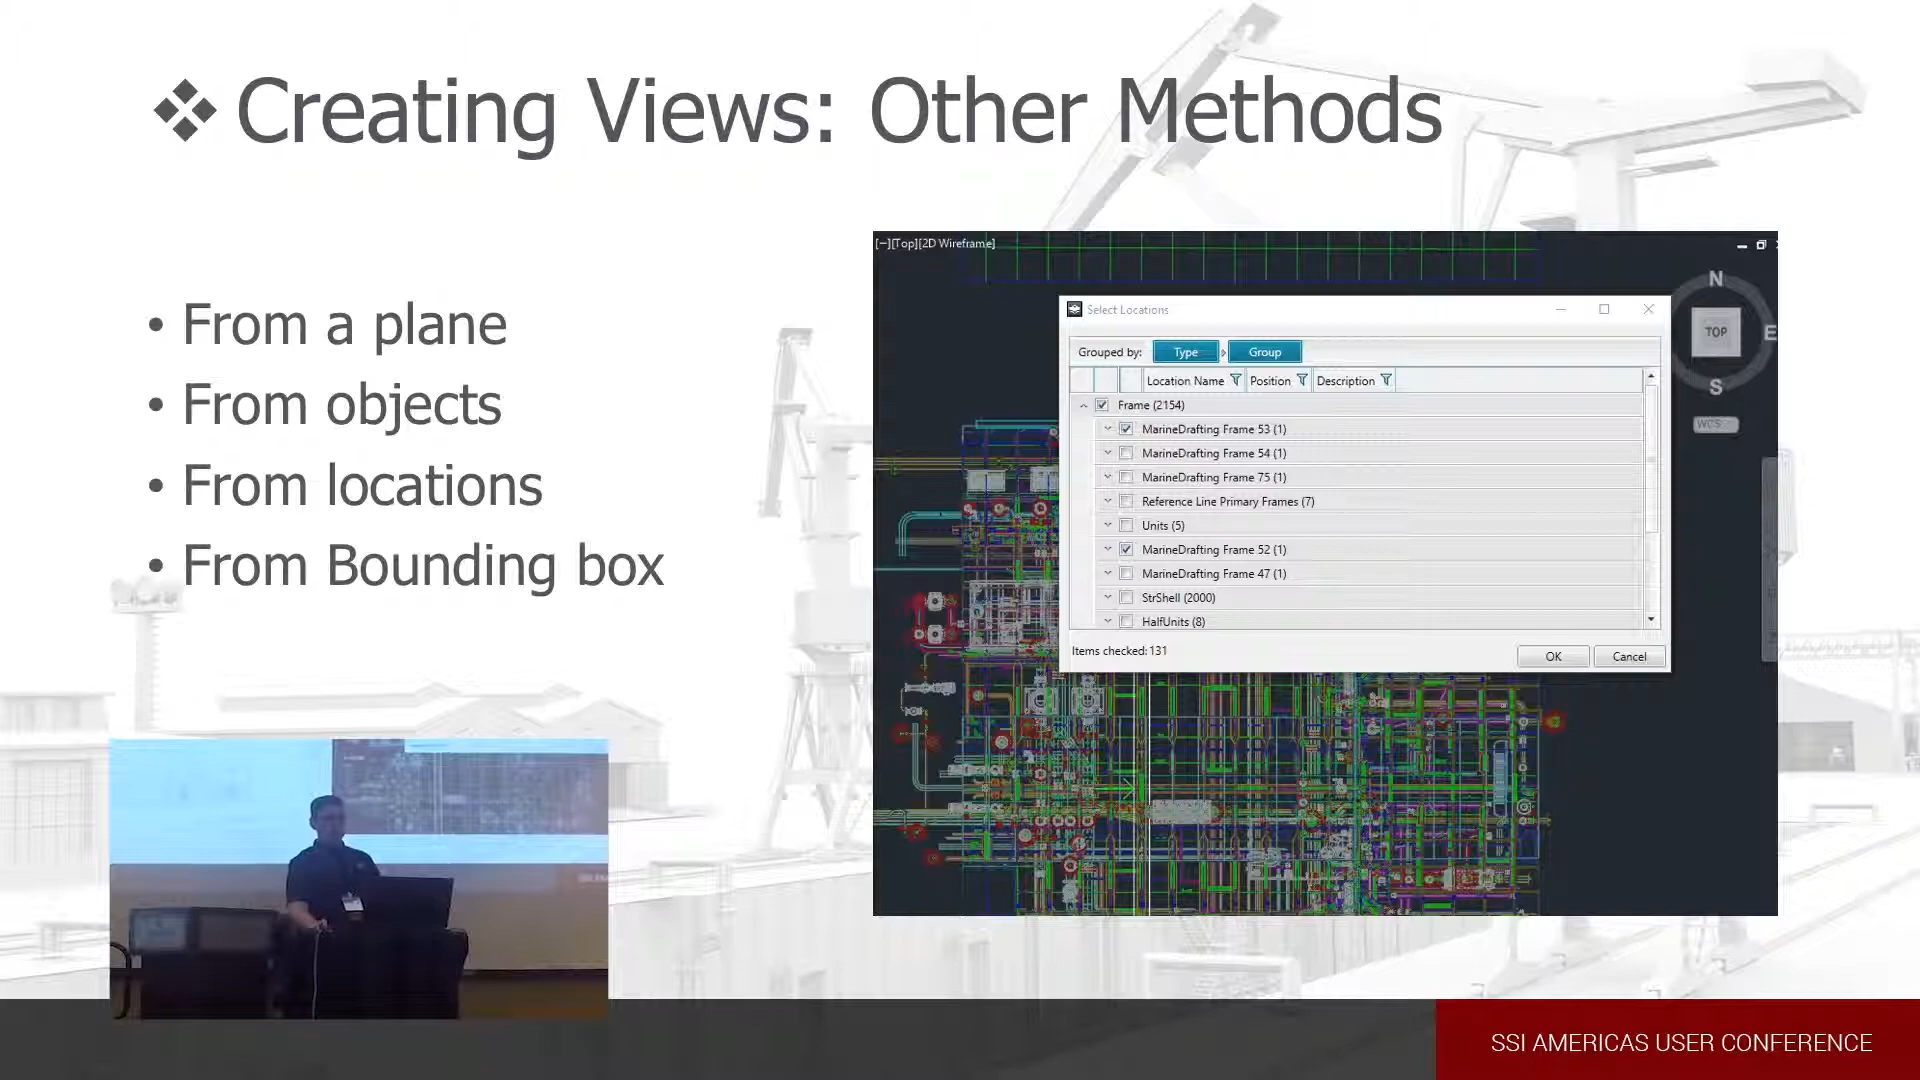 Creating Views: Other Methods
• From a plane
• From objects
• From locations
• From Bounding box
[−][Top][2D Wireframe]
N
TOP
E
S
WCS
Select Locations
Grouped by: Type Group
Location Name Position Description
Frame (2154)
MarineDrafting Frame 53 (1)
MarineDrafting Frame 54 (1)
MarineDrafting Frame 75 (1)
Reference Line Primary Frames (7)
Units (5)
MarineDrafting Frame 52 (1)
MarineDrafting Frame 47 (1)
StrShell (2000)
HalfUnits (8)
Items checked: 131
OK Cancel
SSI AMERICAS USER CONFERENCE